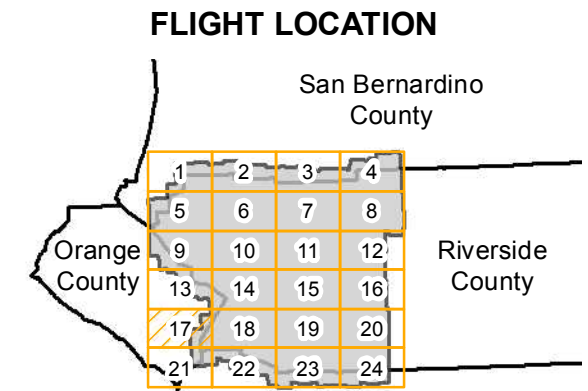 FLIGHT LOCATION
San Bernardino
County
1 2 3 4
5 6 7 8
Orange
County
9 10 11 12
Riverside
County
13 14 15 16
17 18 19 20
21 22 23 24